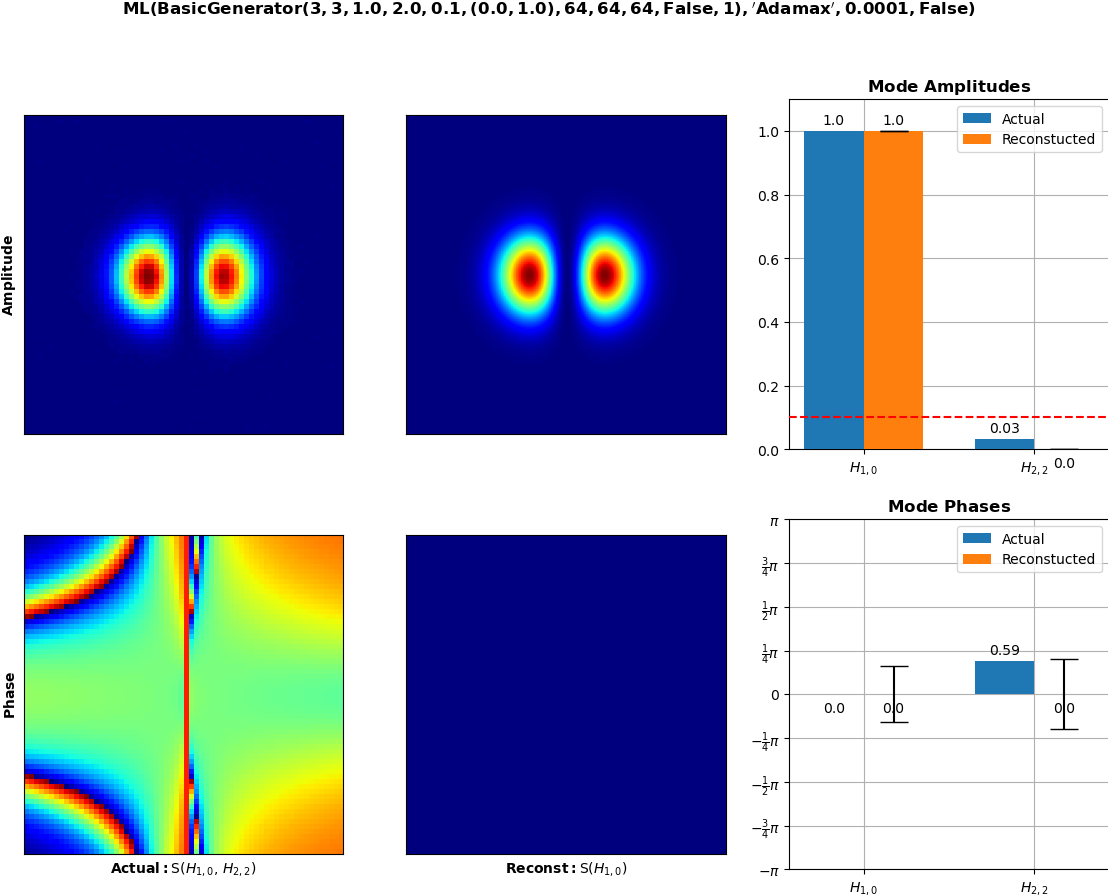 ML(BasicGenerator(3, 3, 1.0, 2.0, 0.1, (0.0, 1.0), 64, 64, 64, False, 1), ′Adamax′, 0.0001, False)
Amplitude
Mode Amplitudes
Actual
Reconstucted
1.0
1.0
0.03
0.0
1.0
0.8
0.6
0.4
0.2
0.0
H1, 0
H2, 2
Phase
Actual: S(H1, 0, H2, 2)
Reconst: S(H1, 0)
Mode Phases
Actual
Reconstucted
π
3/4π
1/2π
1/4π
0
−1/4π
−1/2π
−3/4π
−π
0.0
0.0
0.59
0.0
H1, 0
H2, 2